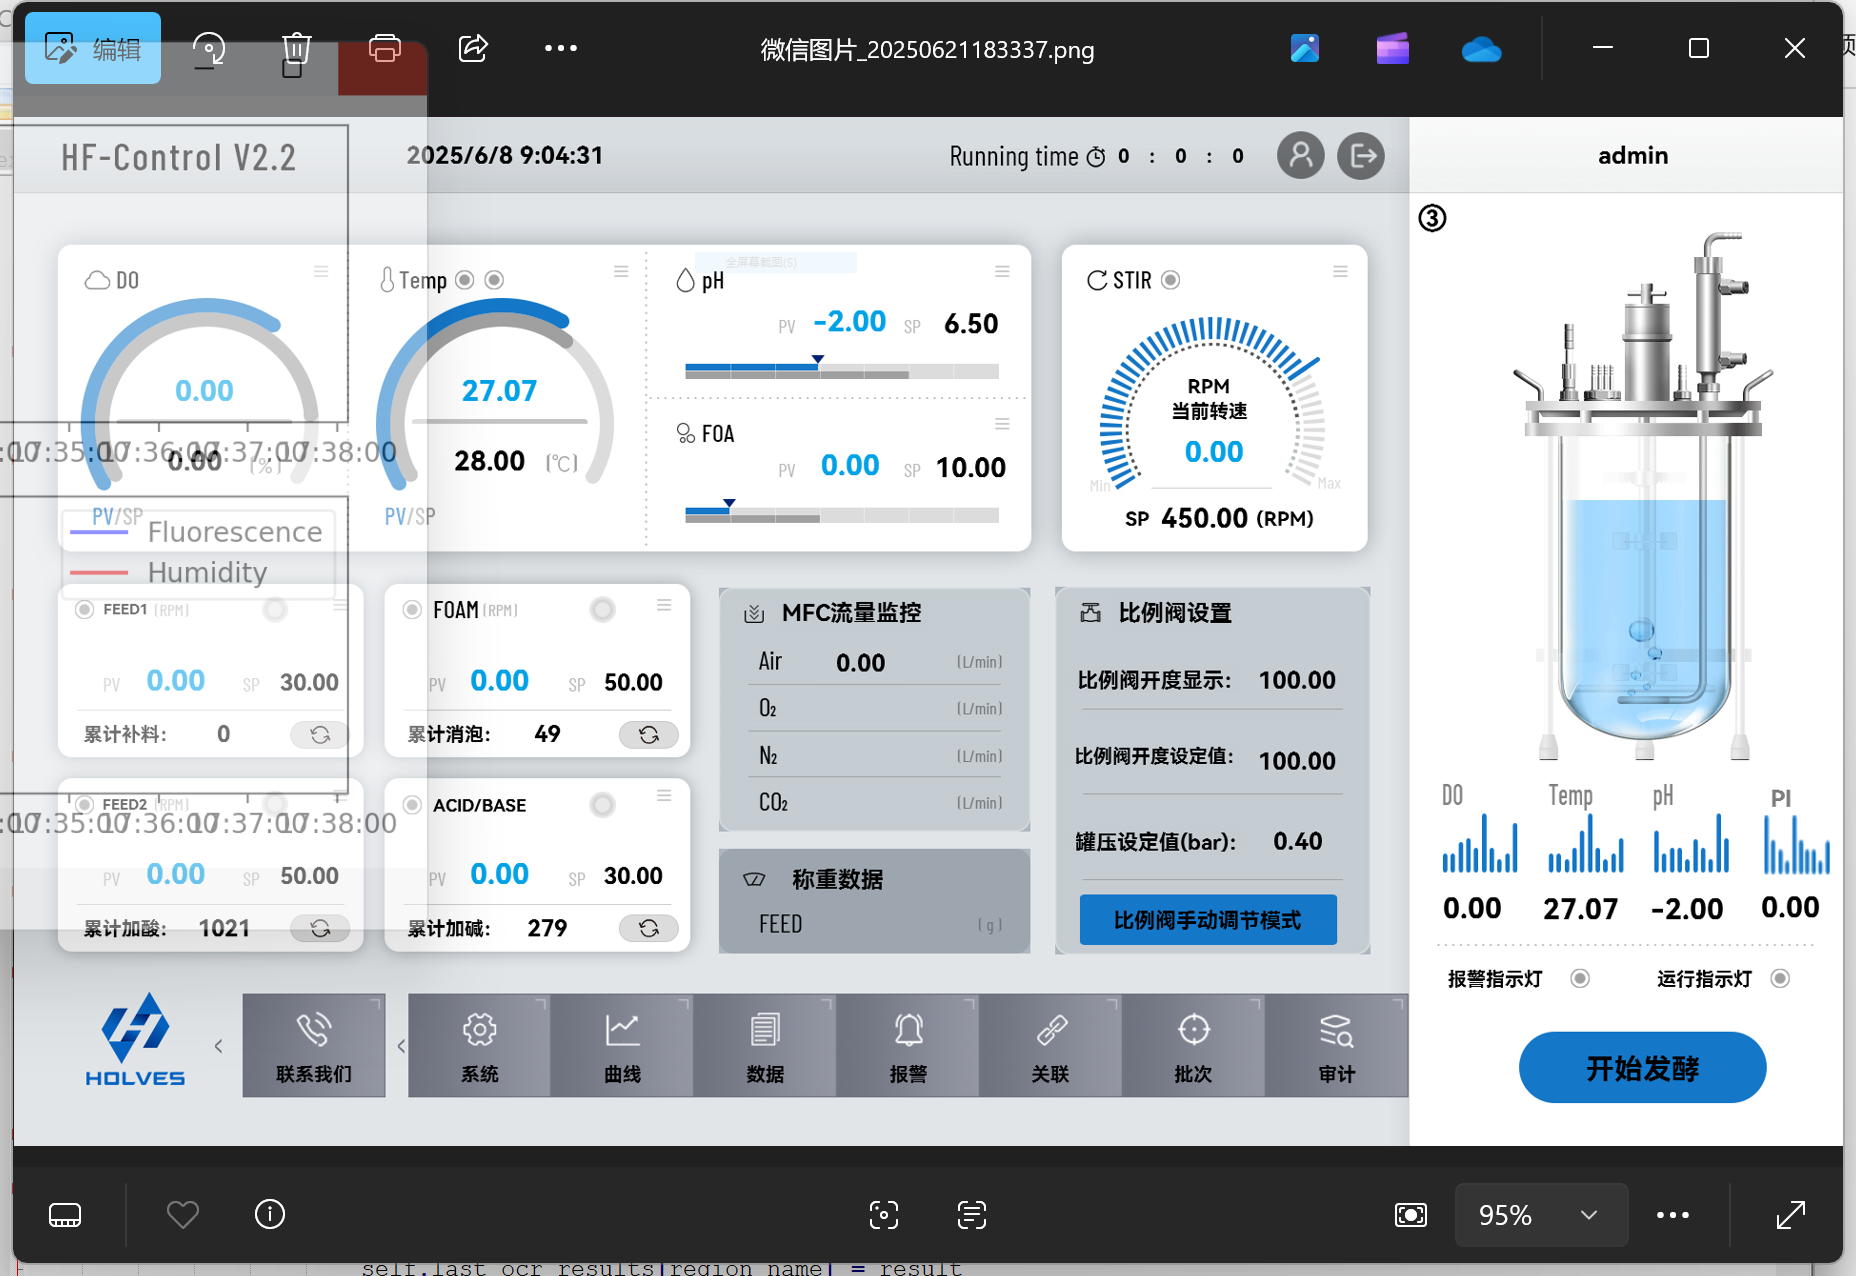 编辑
微信图片_20250621183337.png
HF-Control V2.2
2025/6/8 9:04:31
Running time 0 : 0 : 0
admin
③
DO
0.00
0.00 (%)
PV/SP
Temp
27.07
28.00 (℃)
PV/SP
全屏幕截图(S)
pH
PV -2.00 SP 6.50
FOA
PV 0.00 SP 10.00
STIR
RPM
当前转速
0.00
Min
Max
SP 450.00 (RPM)
07:35:00
07:36:00
07:37:00
07:38:00
Fluorescence
Humidity
FEED1 (RPM)
PV 0.00 SP 30.00
累计补料: 0
FOAM (RPM)
PV 0.00 SP 50.00
累计消泡: 49
FEED2 (RPM)
07:35:00
07:36:00
07:37:00
07:38:00
PV 0.00 SP 50.00
累计加酸: 1021
ACID/BASE
PV 0.00 SP 30.00
累计加碱: 279
MFC流量监控
Air 0.00 (L/min)
O₂ (L/min)
N₂ (L/min)
CO₂ (L/min)
称重数据
FEED (g)
比例阀设置
比例阀开度显示: 100.00
比例阀开度设定值: 100.00
罐压设定值(bar): 0.40
比例阀手动调节模式
DO Temp pH PI
0.00 27.07 -2.00 0.00
报警指示灯 运行指示灯
开始发酵
HOLVES
联系我们
系统
曲线
数据
报警
关联
批次
审计
95%
self.last_ocr_results[region_name] = result